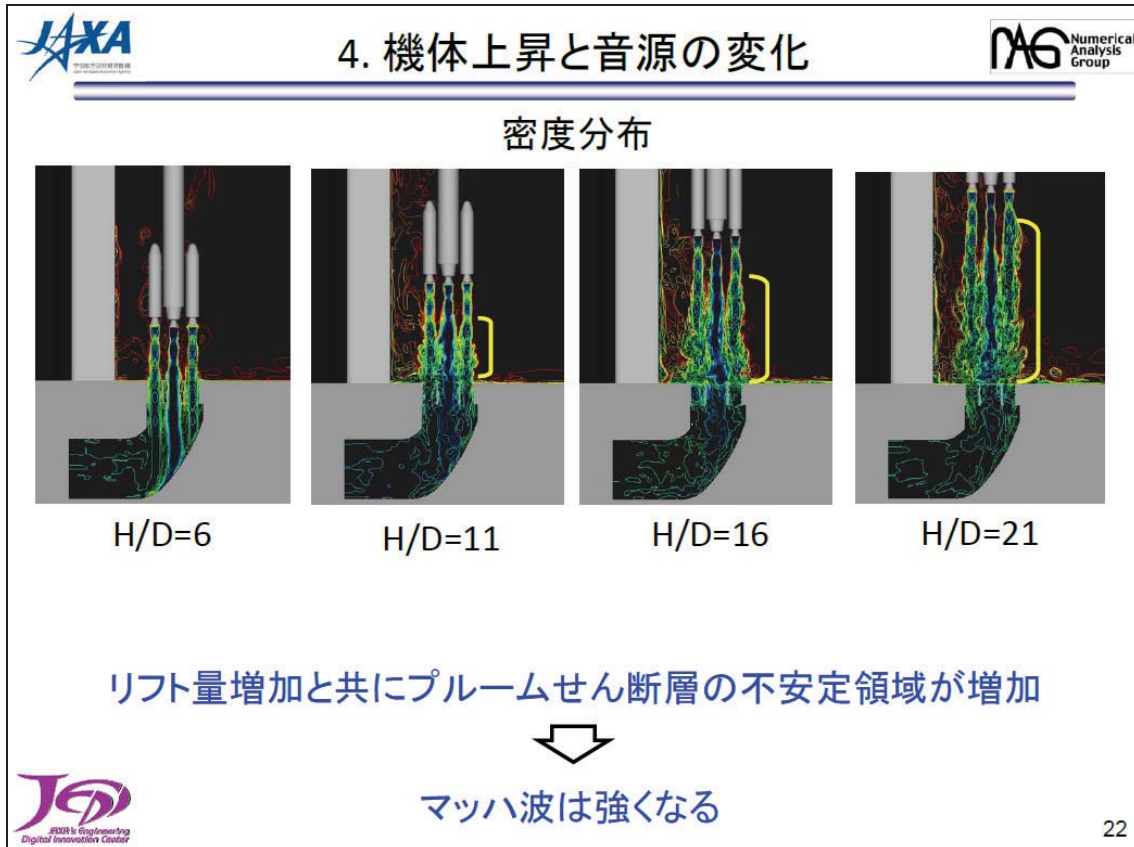 JAXA
4. 機体上昇と音源の変化
NAG Numerical
Analysis
Group
密度分布
H/D=6
H/D=11
H/D=16
H/D=21
リフト量増加と共にプルームせん断層の不安定領域が増加
マッハ波は強くなる
JEDI
JAXA's Engineering
Digital Innovation Center
22